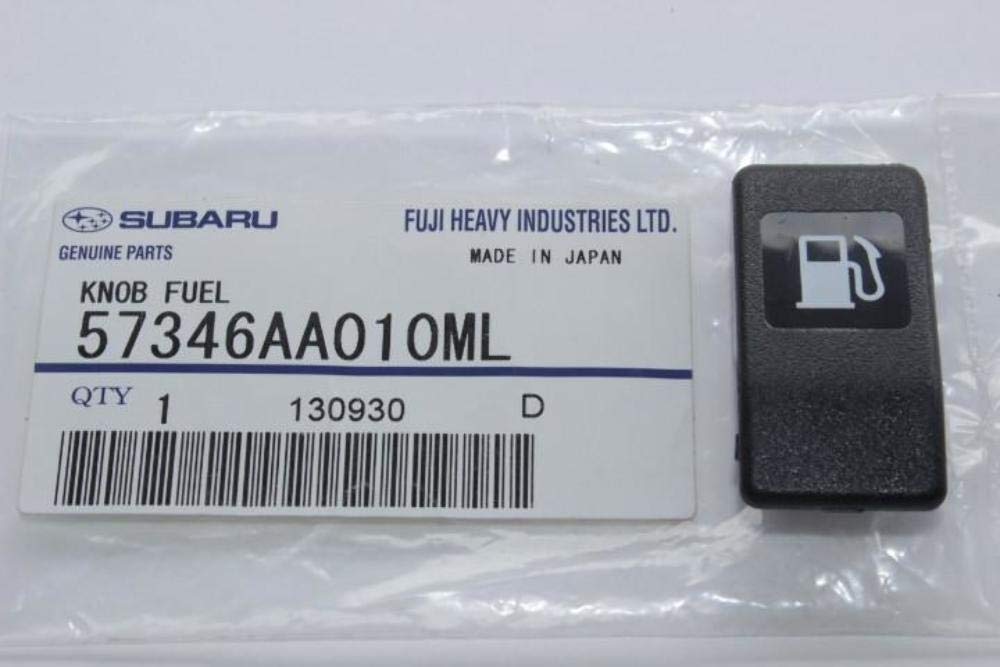 SUBARU FUJI HEAVY INDUSTRIES LTD.
GENUINE PARTS MADE IN JAPAN
KNOB FUEL
57346AA010ML
QTY 1 130930 D